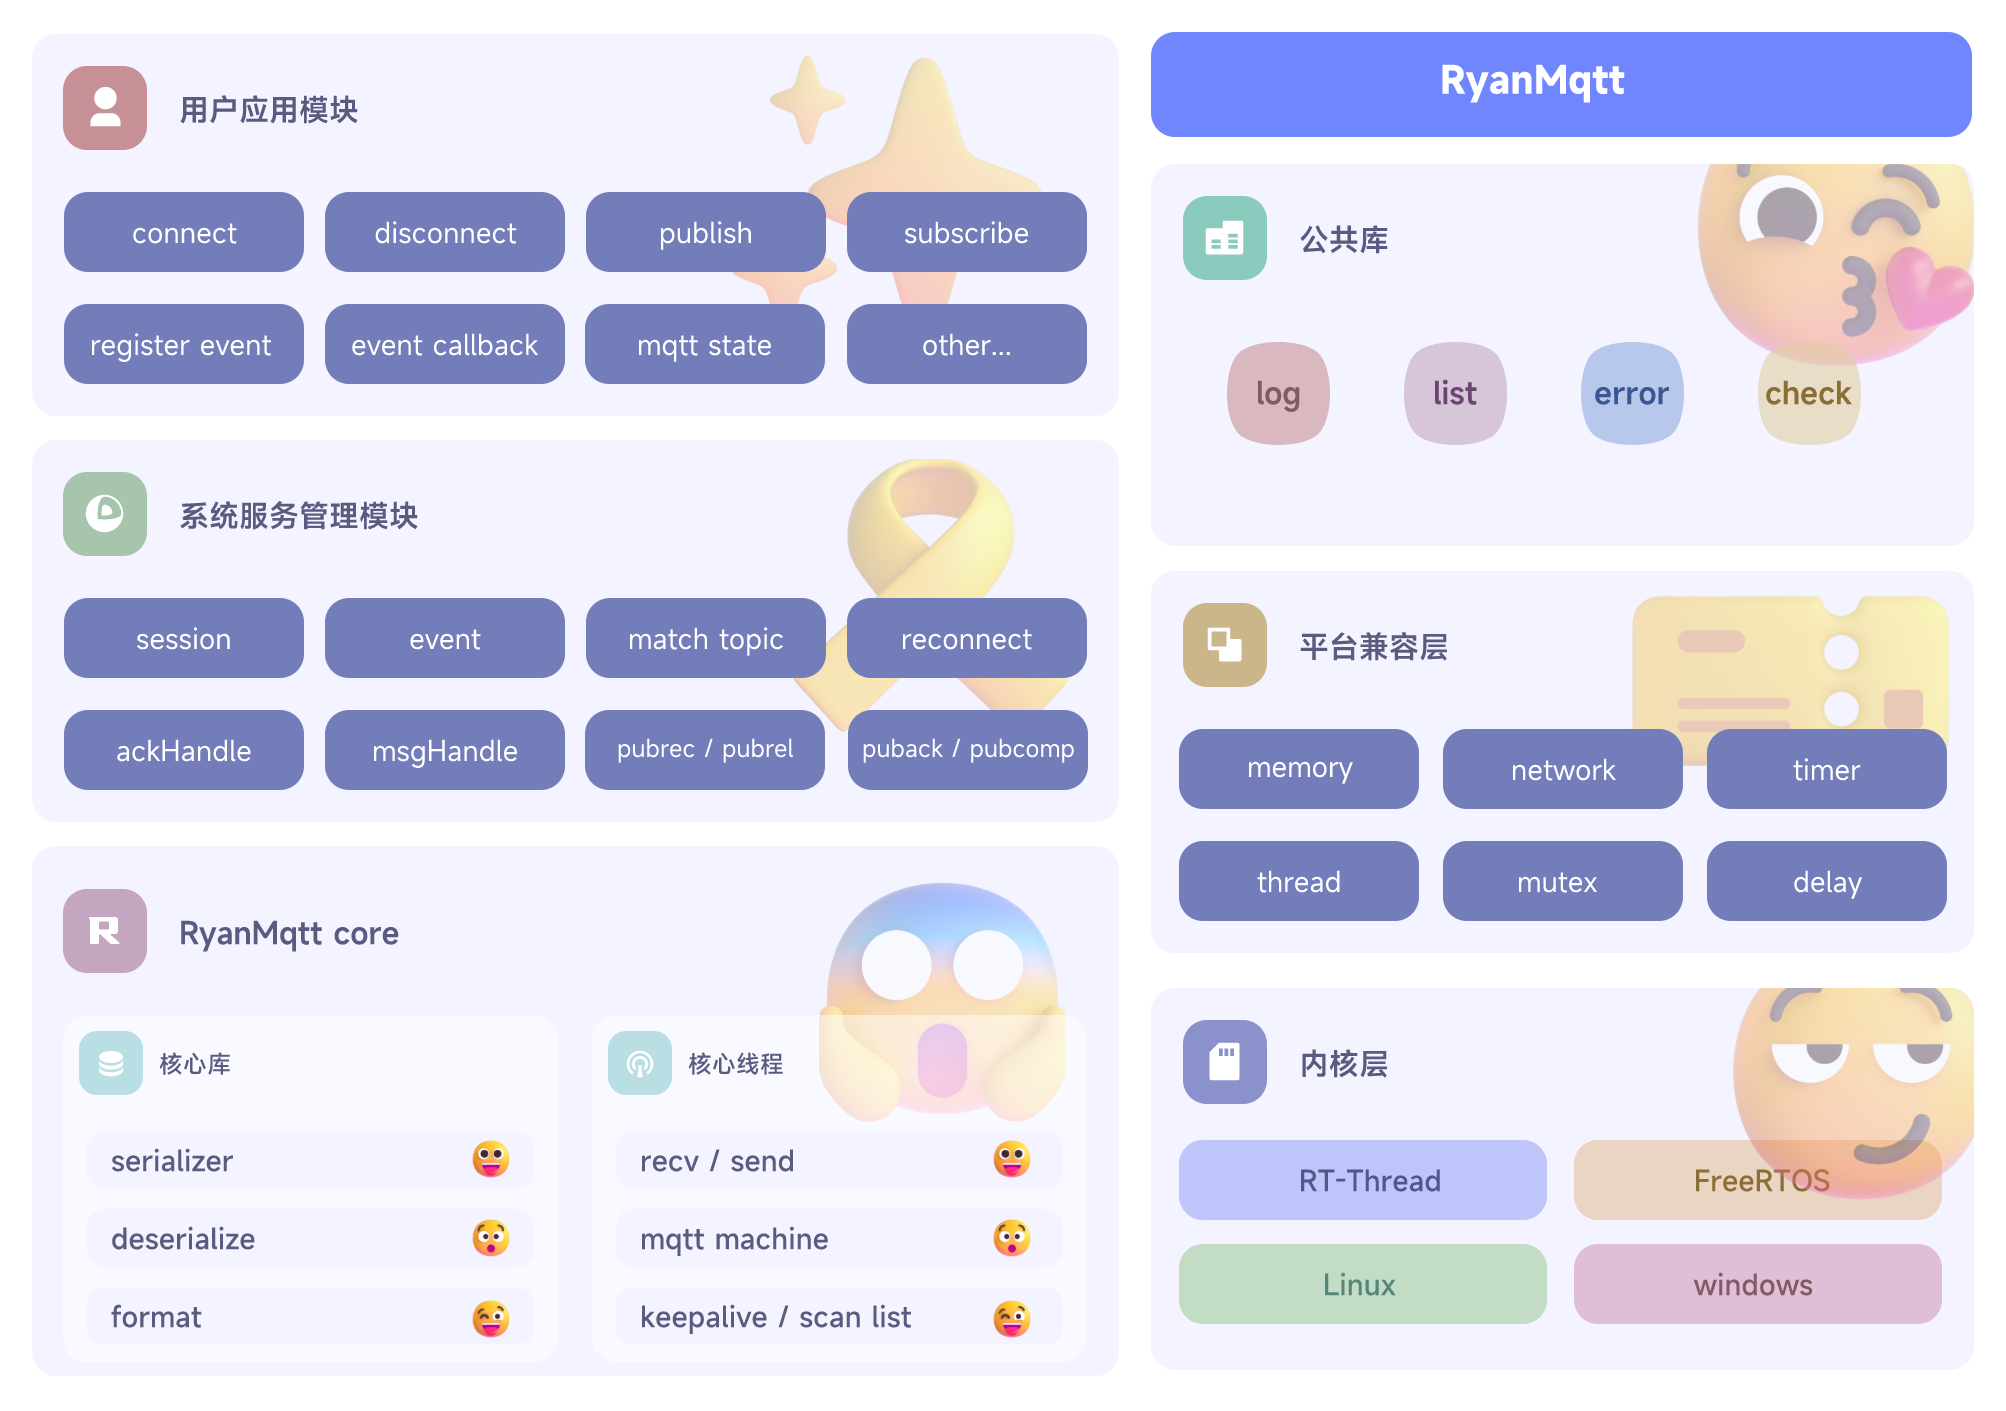 用户应用模块
connect
disconnect
publish
subscribe
register event
event callback
mqtt state
other...
系统服务管理模块
session
event
match topic
reconnect
ackHandle
msgHandle
pubrec / pubrel
puback / pubcomp
RyanMqtt core
核心库
serializer
deserialize
format
核心线程
recv / send
mqtt machine
keepalive / scan list
RyanMqtt
公共库
log
list
error
check
平台兼容层
memory
network
timer
thread
mutex
delay
内核层
RT-Thread
FreeRTOS
Linux
windows